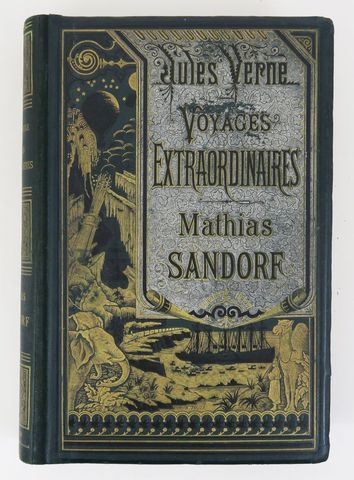 Jules Verne
VOYAGES
EXTRAORDINAIRES
Mathias
SANDORF